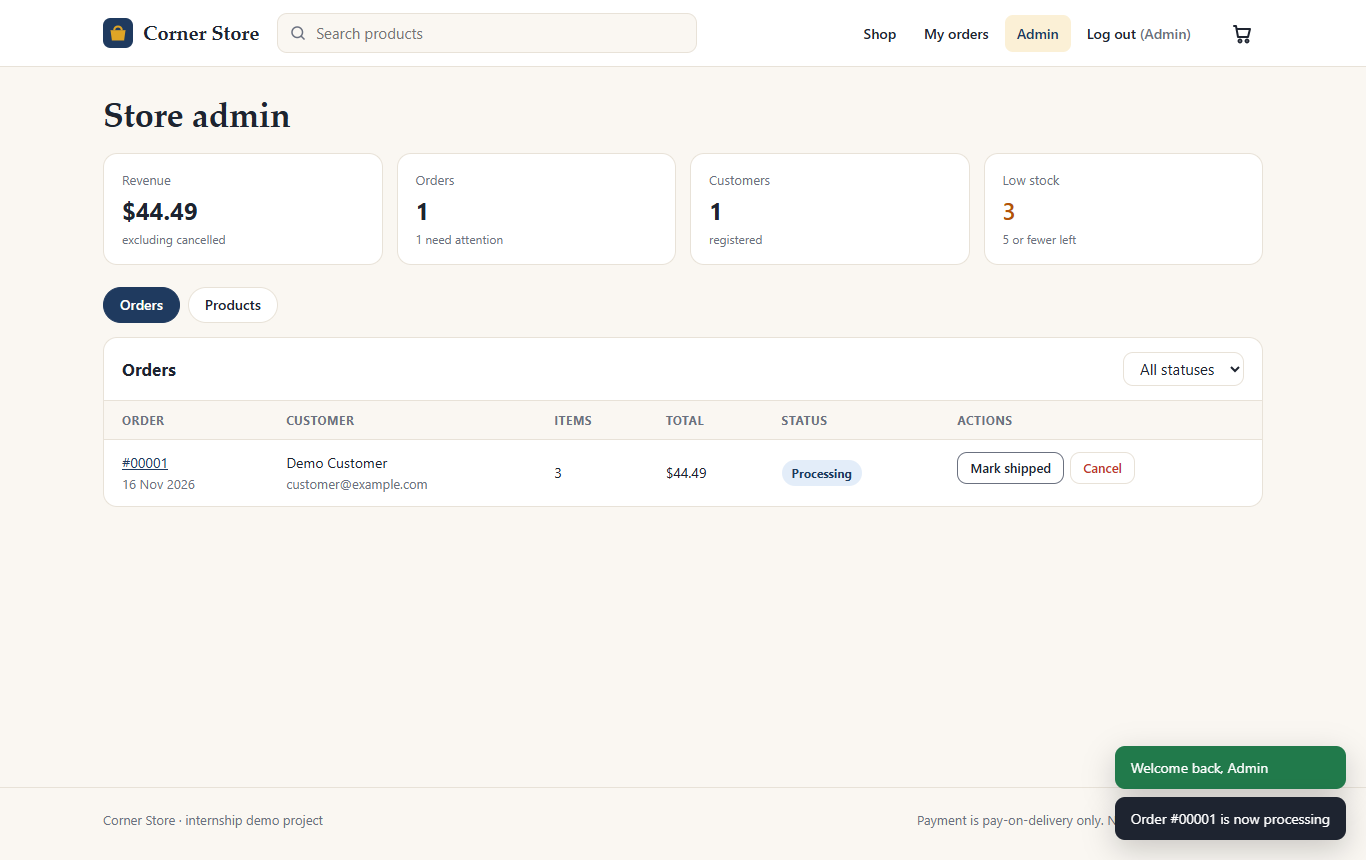 Corner Store
Search products
Shop
My orders
Admin
Log out (Admin)
Store admin
Revenue
$44.49
excluding cancelled
Orders
1
1 need attention
Customers
1
registered
Low stock
3
5 or fewer left
Orders
Products
Orders
All statuses
ORDER CUSTOMER ITEMS TOTAL STATUS ACTIONS
#00001
16 Nov 2026
Demo Customer
customer@example.com
3
$44.49
Processing
Mark shipped
Cancel
Welcome back, Admin
Corner Store · internship demo project
Payment is pay-on-delivery only.
Order #00001 is now processing